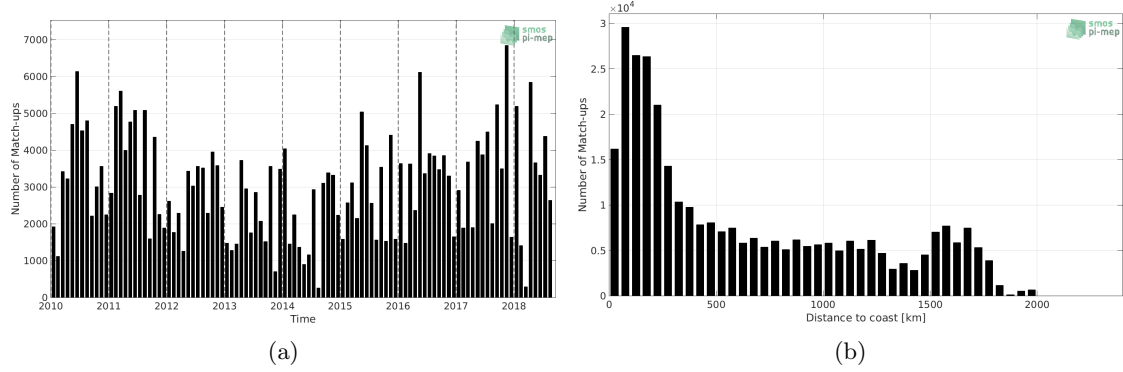 7000
6000
5000
4000
3000
2000
1000
0
Number of Match-ups
2010 2011 2012 2013 2014 2015 2016 2017 2018
Time
smos
pi-mep
(a)
×10⁴
3
2.5
2
1.5
1
0.5
0
Number of Match-ups
0 500 1000 1500 2000
Distance to coast [km]
smos
pi-mep
(b)